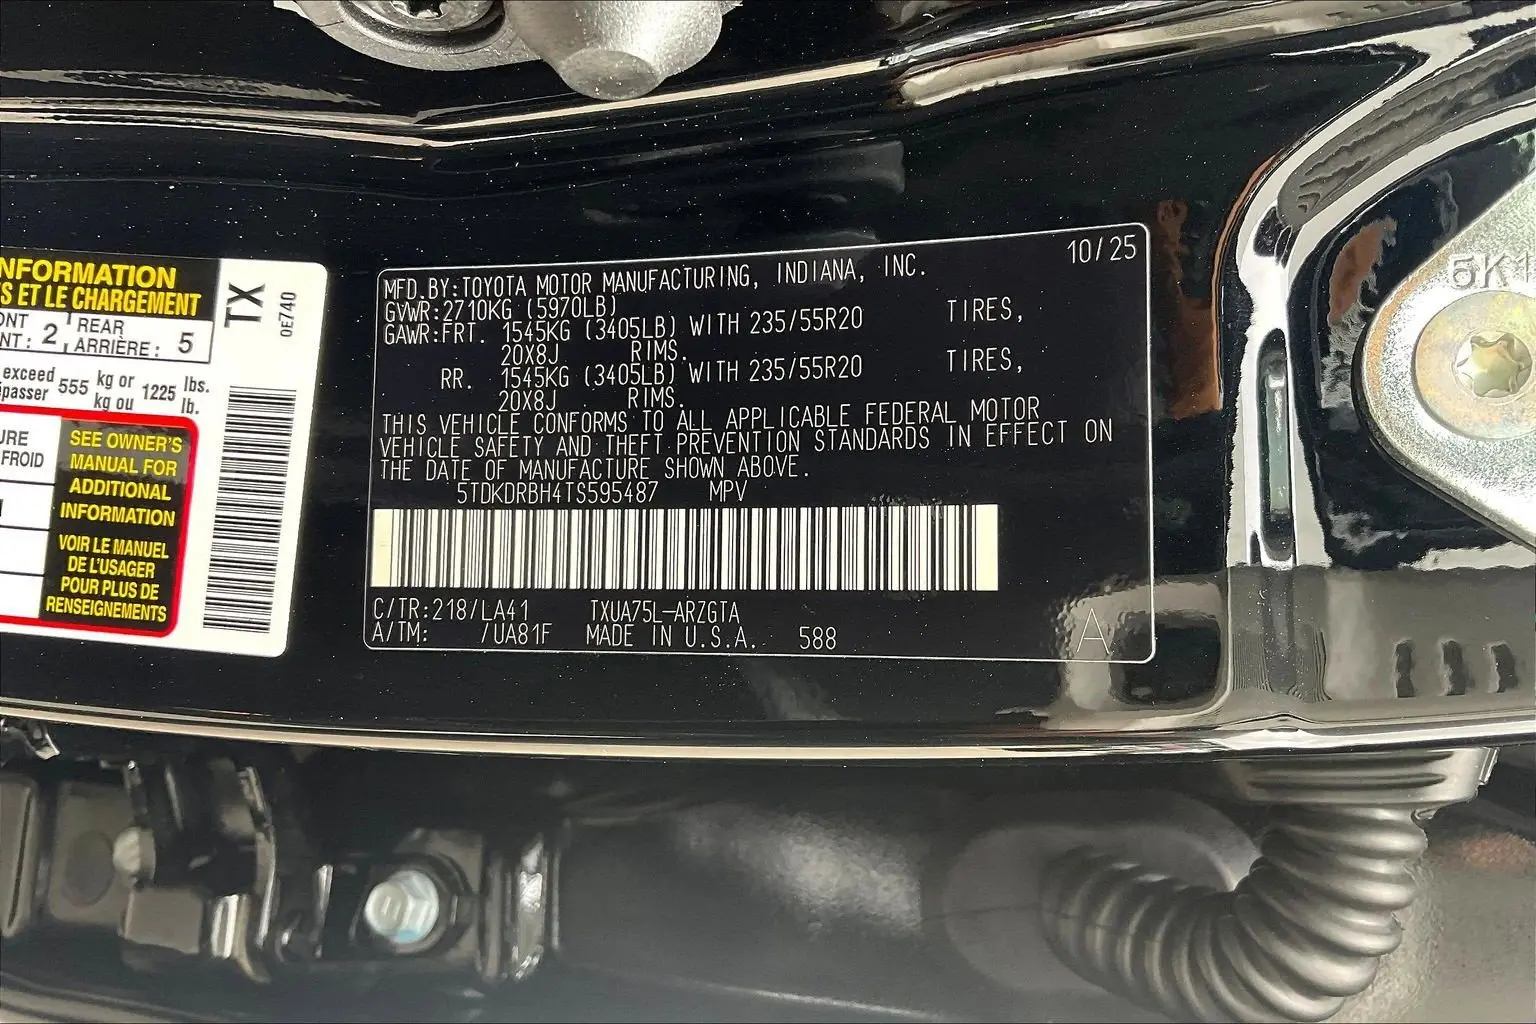 NFORMATION
S ET LE CHARGEMENT
ONT
NT : 2
REAR
ARRIÈRE : 5
exceed
passer 555 kg or
kg ou 1225 lbs.
lb.
URE
FROID
SEE OWNER'S
MANUAL FOR
ADDITIONAL
INFORMATION
VOIR LE MANUEL
DE L'USAGER
POUR PLUS DE
RENSEIGNEMENTS
TX
0E740
10/25
MFD.BY:TOYOTA MOTOR MANUFACTURING, INDIANA, INC.
GVWR:2710KG (5970LB)
GAWR:FRT. 1545KG (3405LB) WITH 235/55R20 TIRES,
20X8J RIMS.
RR. 1545KG (3405LB) WITH 235/55R20 TIRES,
20X8J RIMS.
THIS VEHICLE CONFORMS TO ALL APPLICABLE FEDERAL MOTOR
VEHICLE SAFETY AND THEFT PREVENTION STANDARDS IN EFFECT ON
THE DATE OF MANUFACTURE SHOWN ABOVE.
5TDKDRBH4TS595487 MPV
C/TR:218/LA41 TXUA75L-ARZGTA
A/TM: /UA81F MADE IN U.S.A. 588
A